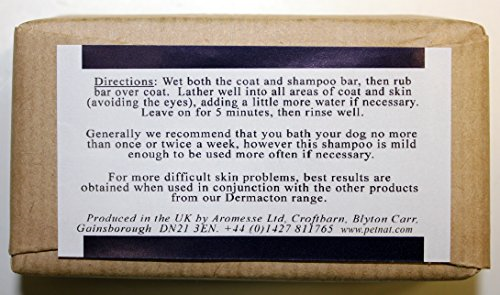 Directions: Wet both the coat and shampoo bar, then rub
bar over coat. Lather well into all areas of coat and skin
(avoiding the eyes), adding a little more water if necessary.
Leave on for 5 minutes, then rinse well.
Generally we recommend that you bath your dog no more
than once or twice a week, however this shampoo is mild
enough to be used more often if necessary.
For more difficult skin problems, best results are
obtained when used in conjunction with the other products
from our Dermacton range.
Produced in the UK by Aromesse Ltd, Croftbarn, Blyton Carr,
Gainsborough DN21 3EN. +44 (0)1427 811765 www.petnat.com